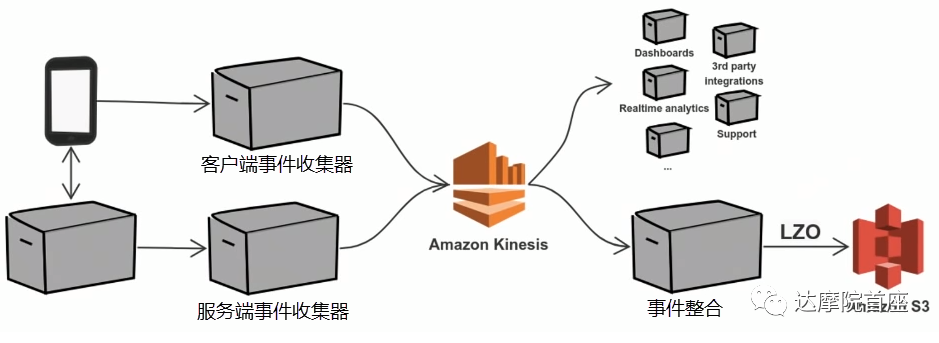 Dashboards
3rd party
integrations
Realtime analytics
Support
...
客户端事件收集器
Amazon Kinesis
LZO
服务端事件收集器
事件整合
达摩院首座
Amazon S3